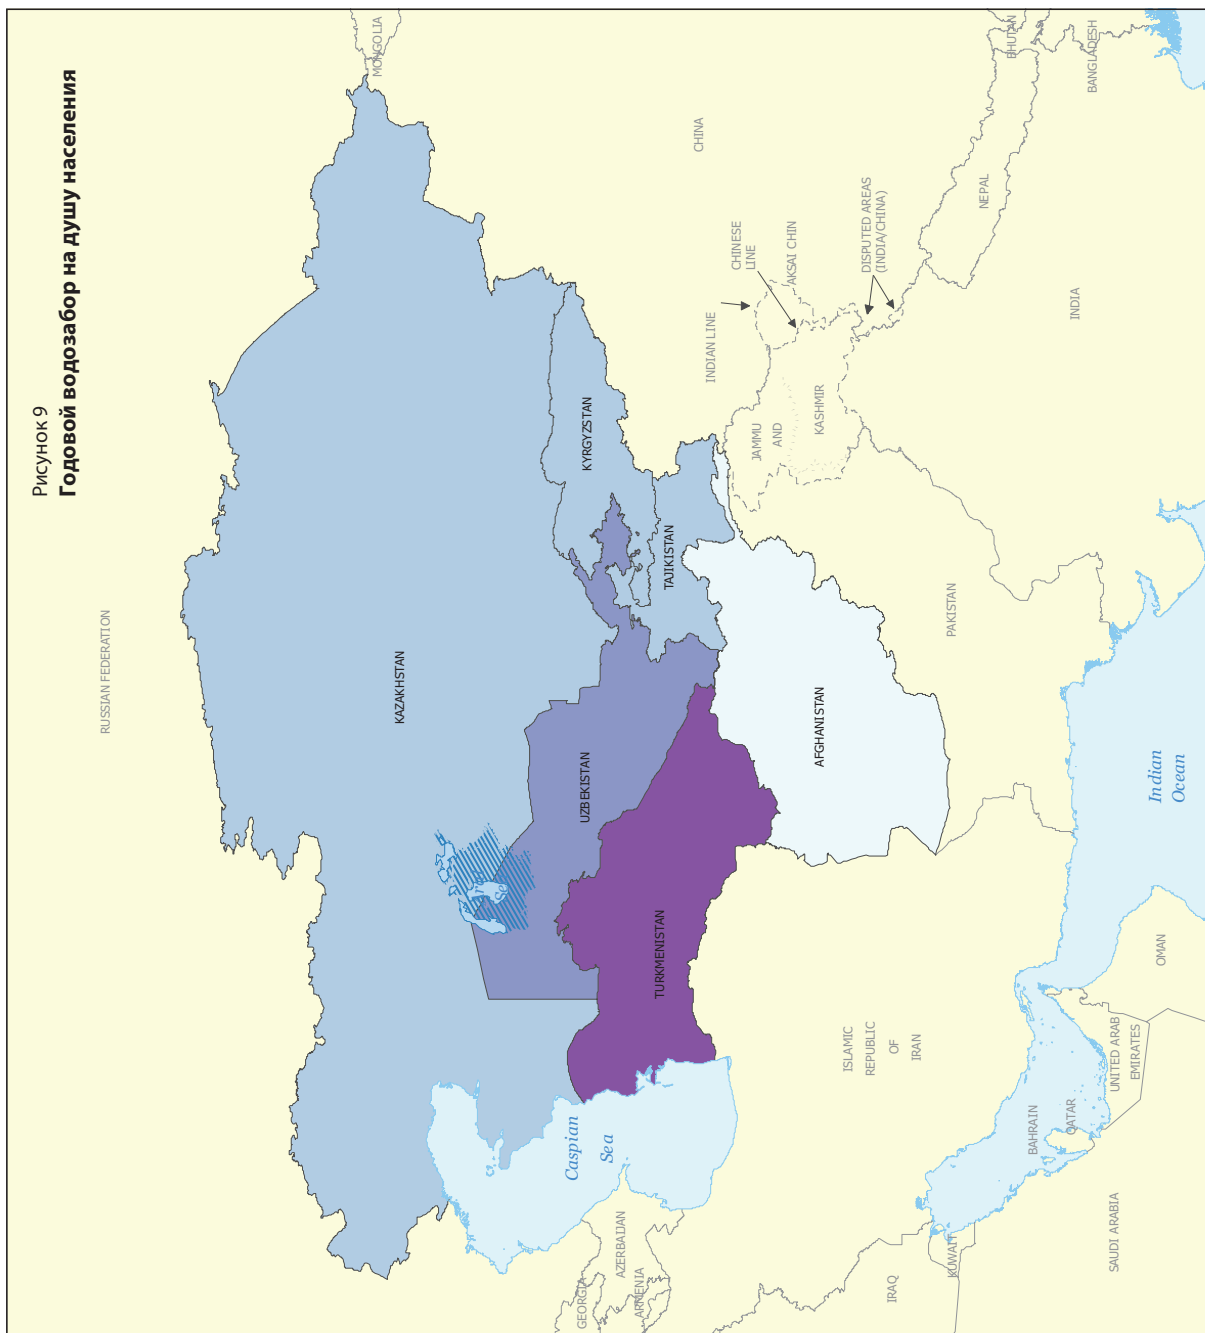 Рисунок 9
Годовой водозабор на душу населения
RUSSIAN FEDERATION
MONGOLIA
KAZAKHSTAN
CHINA
KYRGYZSTAN
UZBEKISTAN
TAJIKISTAN
TURKMENISTAN
AFGHANISTAN
Caspian
Sea
GEORGIA
AZERBAIJAN
ARMENIA
INDIAN LINE
CHINESE
LINE
AKSAI CHIN
JAMMU
AND
KASHMIR
DISPUTED AREAS
(INDIA/CHINA)
NEPAL
BHUTAN
BANGLADESH
INDIA
PAKISTAN
ISLAMIC
REPUBLIC
OF
IRAN
IRAQ
KUWAIT
BAHRAIN
QATAR
SAUDI ARABIA
UNITED ARAB
EMIRATES
OMAN
Indian
Ocean